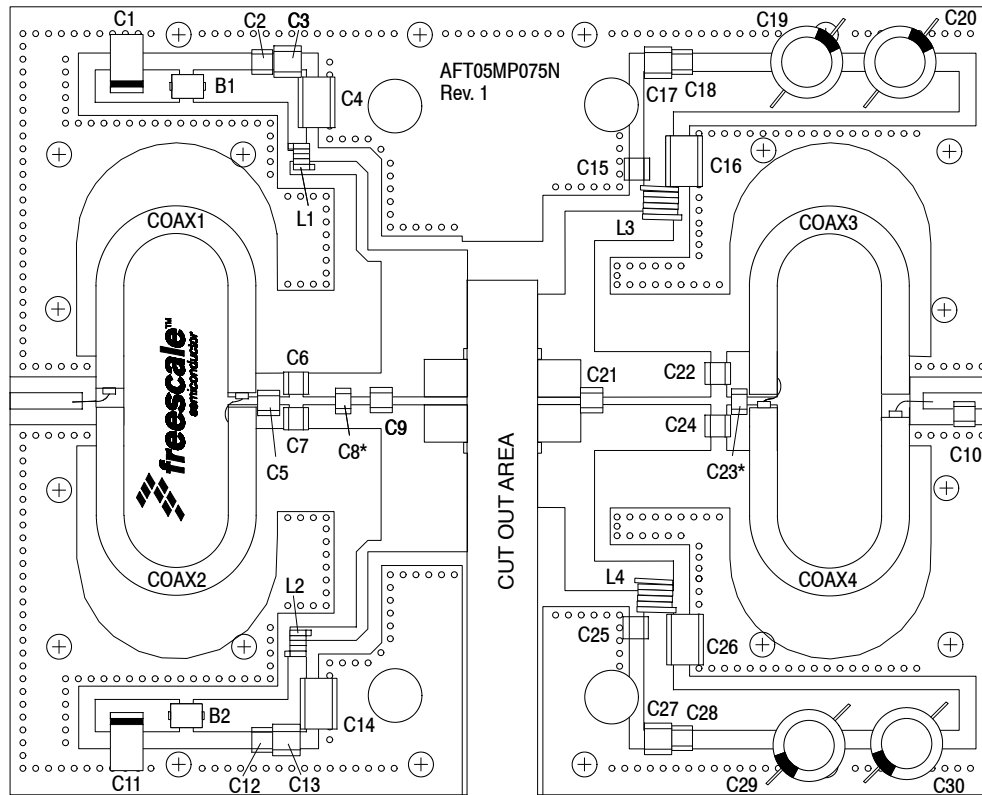 C1
C2
C3
C19
C20
B1
C4
AFT05MP075N
Rev. 1
C17
C18
C15
C16
L1
L3
COAX1
COAX3
freescale™
semiconductor
C6
C21
C22
C5
C7
C8*
C9
C24
C23*
C10
CUT OUT AREA
COAX2
L2
L4
COAX4
C25
C26
B2
C14
C27
C28
C11
C12
C13
C29
C30